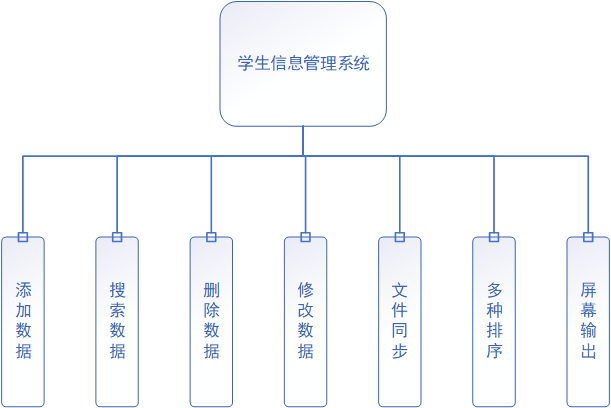 学生信息管理系统
添加数据
搜索数据
删除数据
修改数据
文件同步
多种排序
屏幕输出